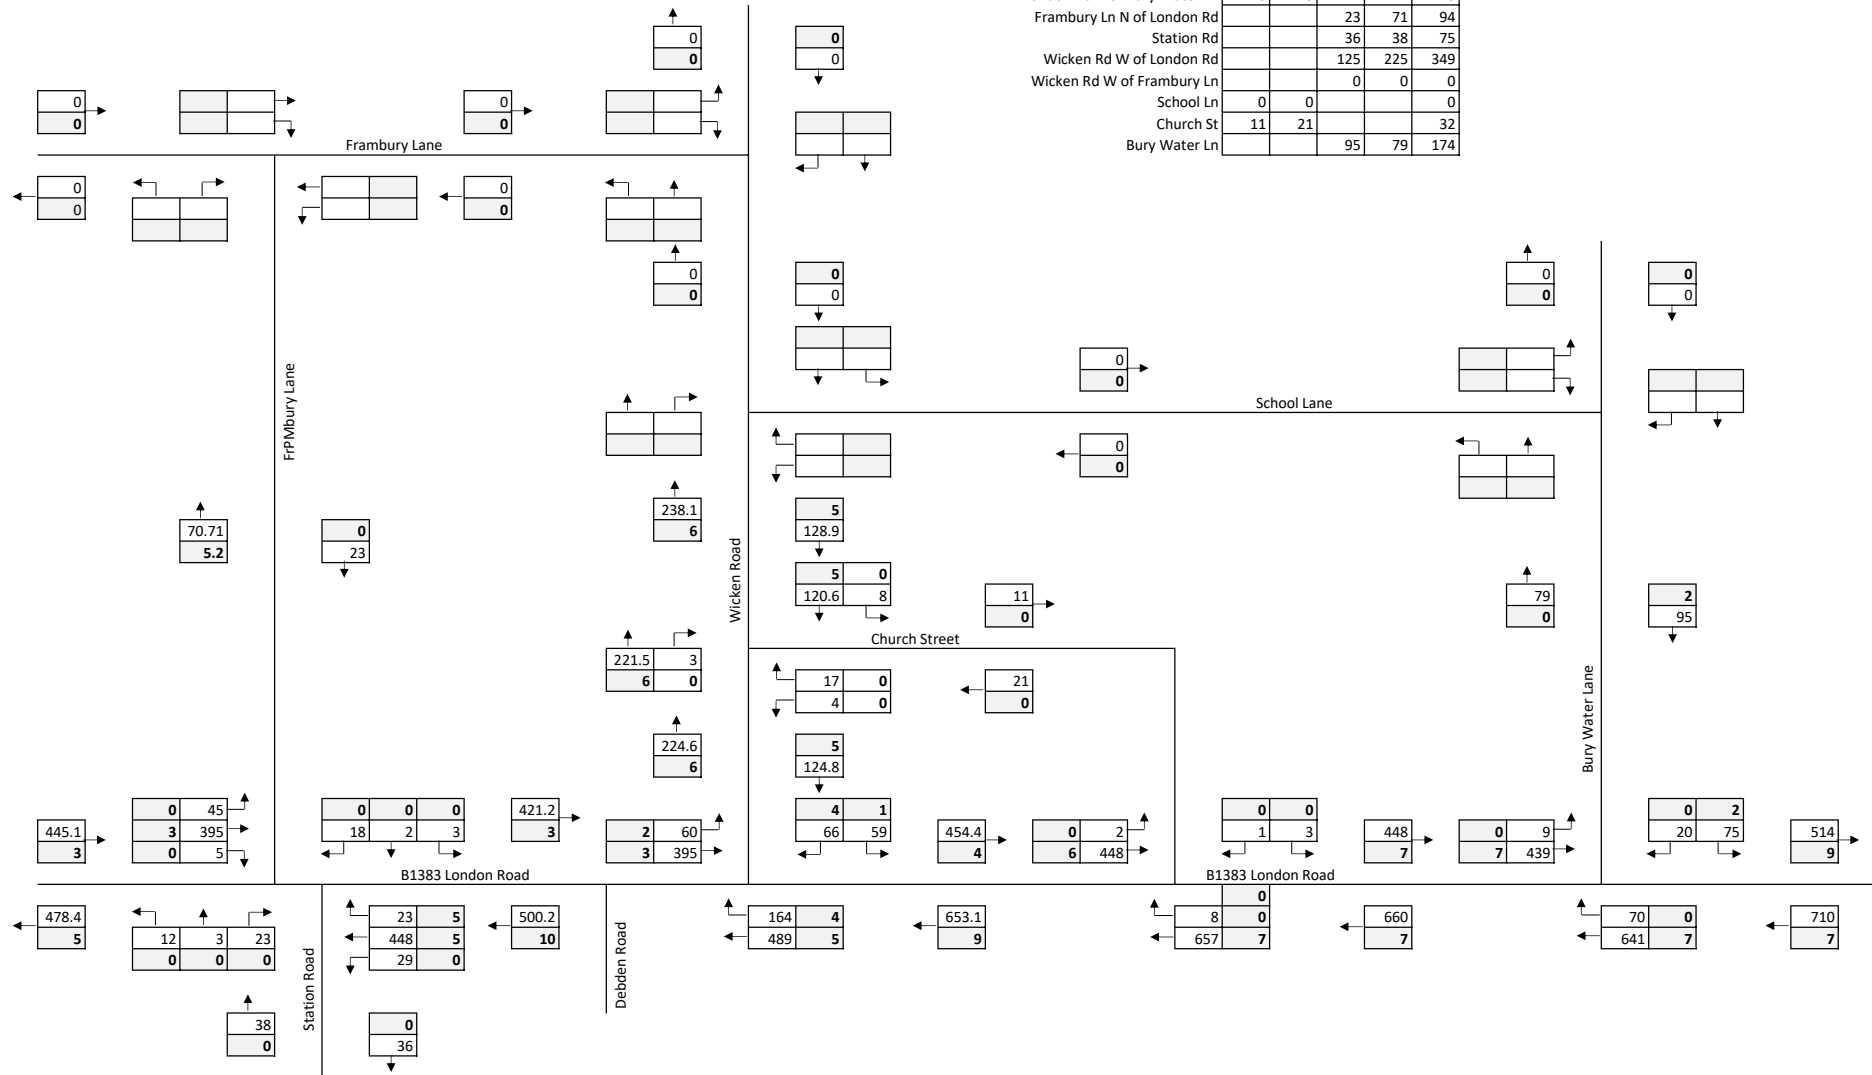 Frambury Ln N of London Rd 23 71 94
0 0 Station Rd 36 38 75
0 0 Wicken Rd W of London Rd 125 225 349
Wicken Rd W of Frambury Ln 0 0 0
0 0 School Ln 0 0 0
0 0 Church St 11 21 32
Frambury Lane Bury Water Ln 95 79 174
0 0
0 0
0 0 0 0
0 0 0 0
0
0
School Lane
FrPMbury Lane
0
0
238.1 5
70.71 0 6 128.9
5.2 23
Wicken Road
5 0
120.6 8 11 79 2
0 0 95
Church Street
221.5 3
6 0 17 0 21
4 0 0
Bury Water Lane
224.6 5
6 124.8
0 45 0 0 0 421.2 4 1 0 0 0 2
445.1 3 395 18 2 3 3 2 60 66 59 454.4 0 2 1 3 448 0 9 20 75 514
3 0 5 3 395 4 6 448 7 7 439 9
B1383 London Road B1383 London Road
0
478.4 23 5 500.2 164 4 653.1 8 0 660 70 0 710
5 12 3 23 448 5 10 489 5 9 657 7 7 641 7 7
0 0 0 29 0
Station Road
Debden Road
38 0
0 36